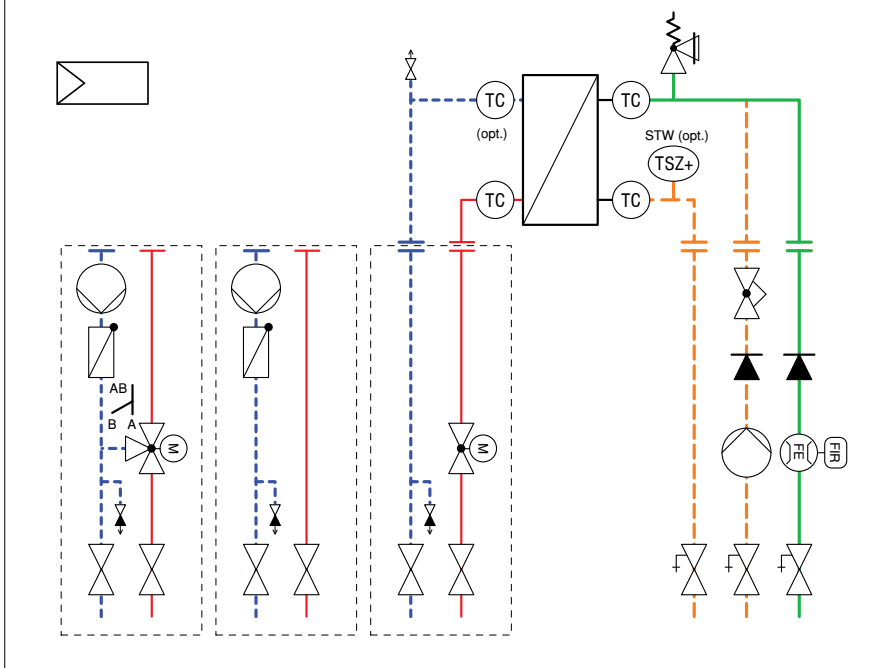 TC
TC
(opt.)
STW (opt.)
TSZ+
TC
TC
AB
B A
M
M
FE
FIR